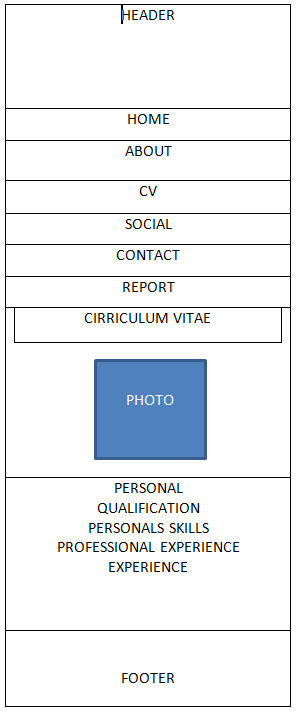 HEADER
HOME
ABOUT
CV
SOCIAL
CONTACT
REPORT
CIRRICULUM VITAE
PHOTO
PERSONAL
QUALIFICATION
PERSONALS SKILLS
PROFESSIONAL EXPERIENCE
EXPERIENCE
FOOTER